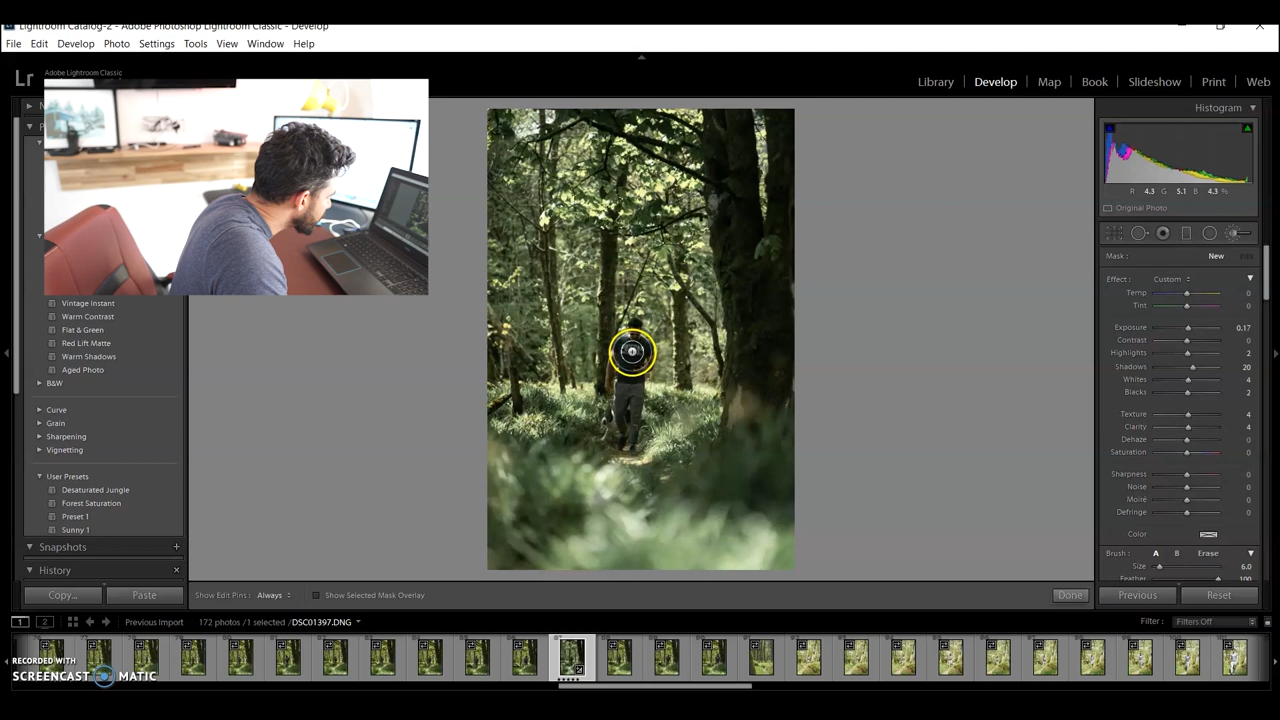 Lightroom Catalog-2 - Adobe Photoshop Lightroom Classic - Develop
File Edit Develop Photo Settings Tools View Window Help
Lr Adobe Lightroom Classic
Library | Develop | Map | Book | Slideshow | Print | Web
Histogram
R 4.3 G 5.1 B 4.3 %
Original Photo
Mask : New Edit
Effect : Custom
Temp 0
Tint 0
Exposure 0.17
Contrast 0
Highlights 2
Shadows 20
Whites 4
Blacks 2
Texture 4
Clarity 4
Dehaze 0
Saturation 0
Sharpness 0
Noise 0
Moiré 0
Defringe 0
Color
Brush : A B Erase
Size 6.0
Feather 100
Previous Reset
Vintage Instant
Warm Contrast
Flat & Green
Red Lift Matte
Warm Shadows
Aged Photo
B&W
Curve
Grain
Sharpening
Vignetting
User Presets
Desaturated Jungle
Forest Saturation
Preset 1
Sunny 1
Snapshots +
History ×
Copy... Paste
Show Edit Pins : Always Show Selected Mask Overlay Done
1 2 Previous Import 172 photos /1 selected /DSC01397.DNG Filter : Filters Off
RECORDED WITH
SCREENCAST MATIC